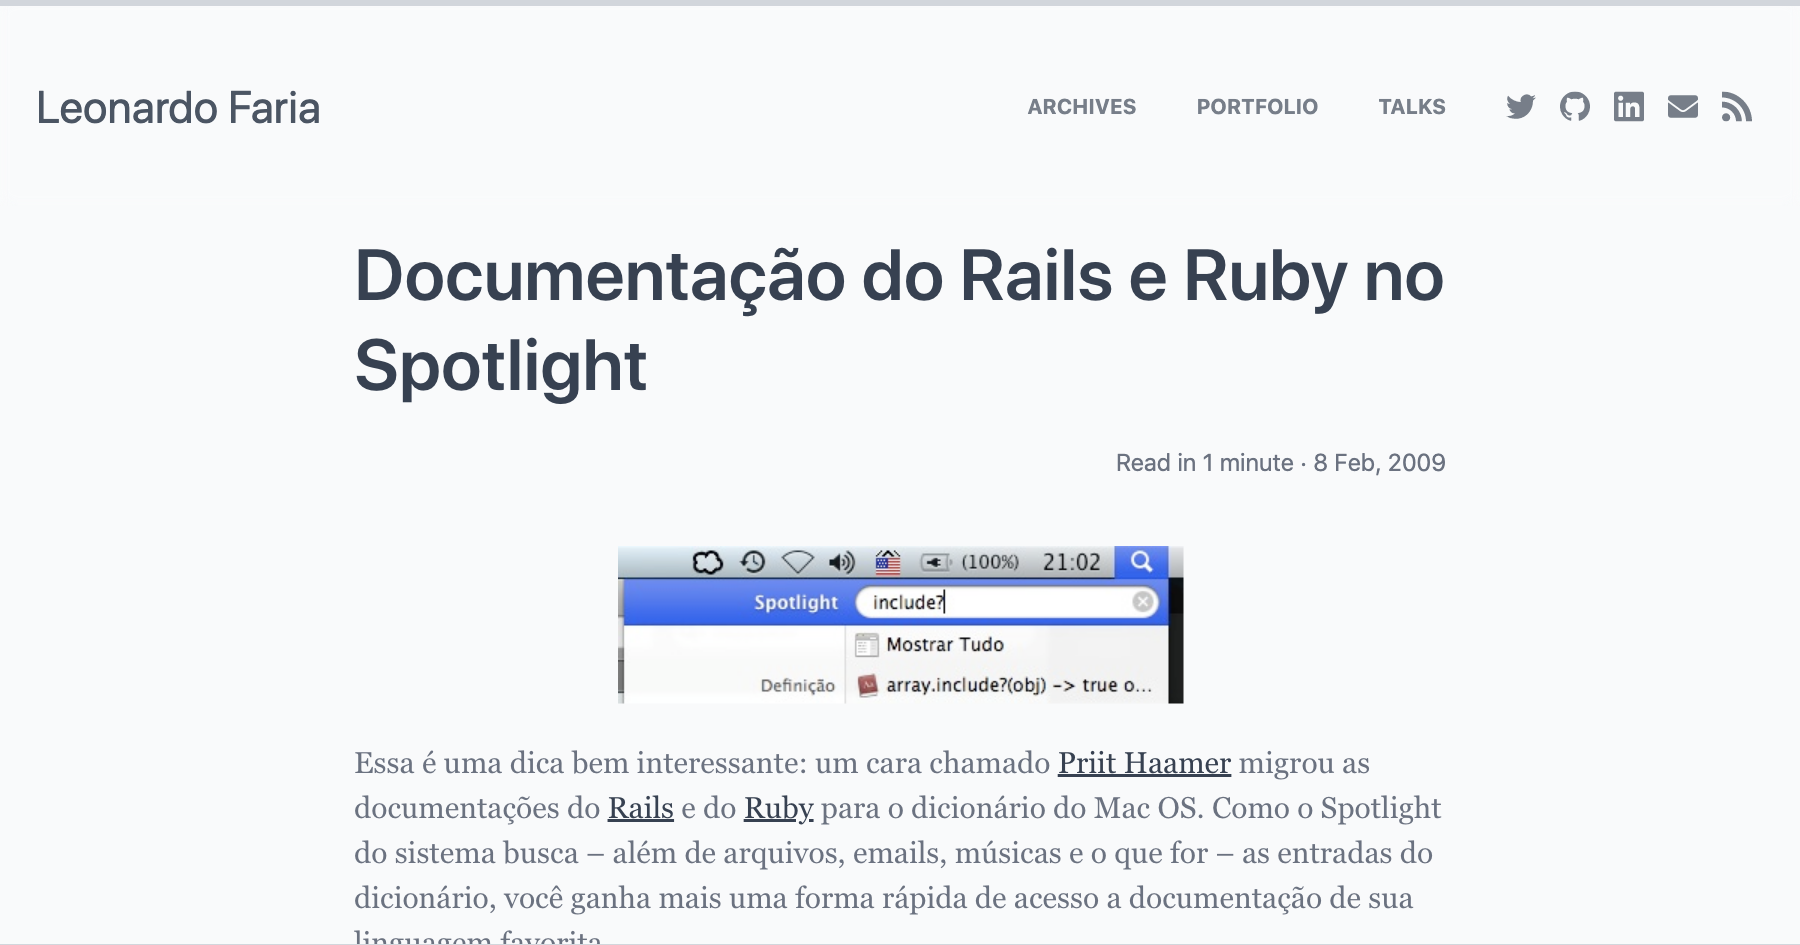 Leonardo Faria
ARCHIVES PORTFOLIO TALKS
Documentação do Rails e Ruby no
Spotlight
Read in 1 minute · 8 Feb, 2009
(100%) 21:02
Spotlight include?
Mostrar Tudo
Definição array.include?(obj) -> true o...
Essa é uma dica bem interessante: um cara chamado Priit Haamer migrou as
documentações do Rails e do Ruby para o dicionário do Mac OS. Como o Spotlight
do sistema busca – além de arquivos, emails, músicas e o que for – as entradas do
dicionário, você ganha mais uma forma rápida de acesso a documentação de sua
linguagem favorita.